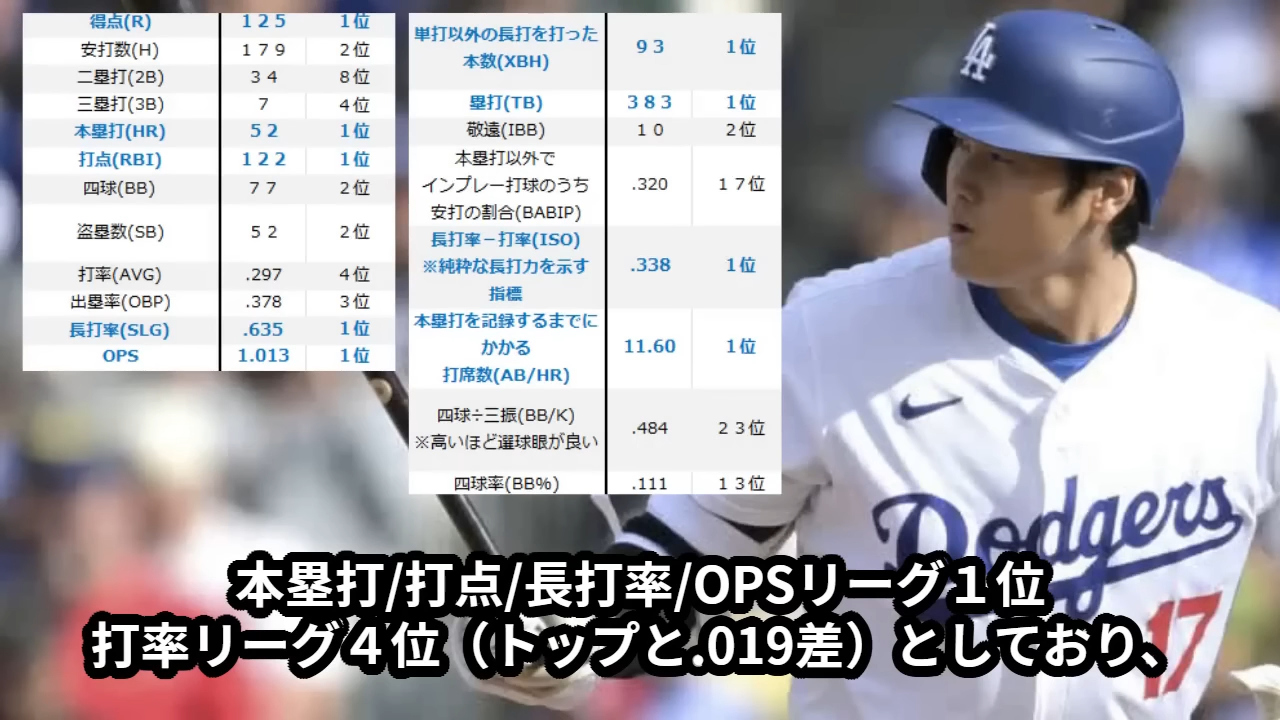 得点(R) 125 1位
安打数(H) 179 2位
二塁打(2B) 34 8位
三塁打(3B) 7 4位
本塁打(HR) 52 1位
打点(RBI) 122 1位
四球(BB) 77 2位
盗塁数(SB) 52 2位
打率(AVG) .297 4位
出塁率(OBP) .378 3位
長打率(SLG) .635 1位
OPS 1.013 1位
単打以外の長打を打った
本数(XBH) 93 1位
塁打(TB) 383 1位
敬遠(IBB) 10 2位
本塁打以外で
インプレー打球のうち .320 17位
安打の割合(BABIP)
長打率－打率(ISO)
※純粋な長打力を示す .338 1位
指標
本塁打を記録するまでに
かかる 11.60 1位
打席数(AB/HR)
四球÷三振(BB/K) .484 23位
※高いほど選球眼が良い
四球率(BB%) .111 13位
LA
Dodgers
17
本塁打/打点/長打率/OPSリーグ１位
打率リーグ４位（トップと.019差）としており、